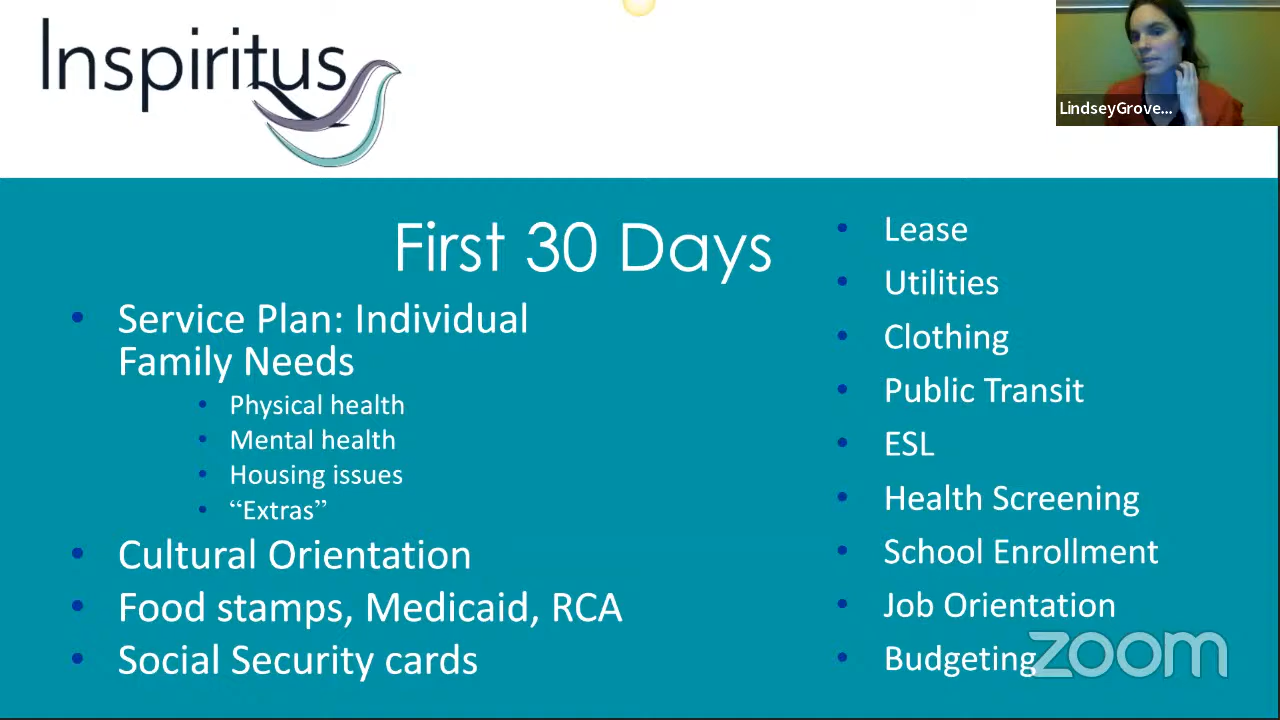 Inspiritus
LindseyGrove...
First 30 Days
• Service Plan: Individual
Family Needs
• Physical health
• Mental health
• Housing issues
• “Extras”
• Cultural Orientation
• Food stamps, Medicaid, RCA
• Social Security cards
• Lease
• Utilities
• Clothing
• Public Transit
• ESL
• Health Screening
• School Enrollment
• Job Orientation
• Budgeting
zoom